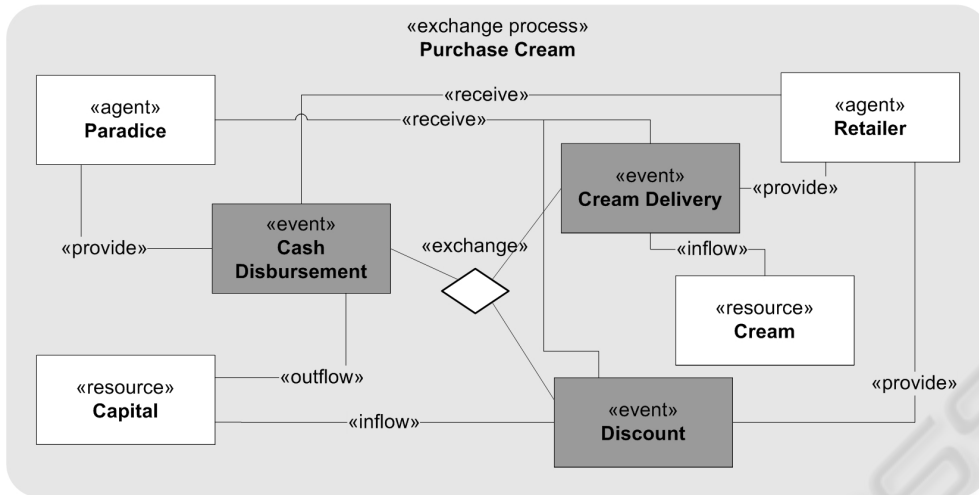 «exchange process»
Purchase Cream
«receive»
«agent»
Paradice
«receive»
«agent»
Retailer
«event»
Cream Delivery
«provide»
«event»
Cash
Disbursement
«provide»
«exchange»
«inflow»
«resource»
Cream
«resource»
Capital
«outflow»
«provide»
«inflow»
«event»
Discount